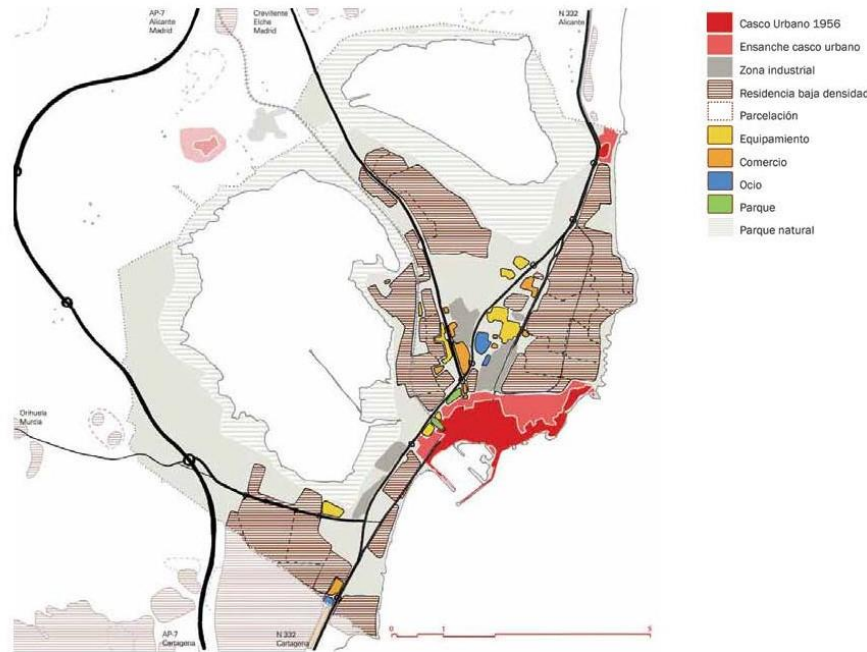 AP-7
Alicante
Madrid
Crevillente
Elche
Madrid
N 332
Alicante
Casco Urbano 1956
Ensanche casco urbano
Zona industrial
Residencia baja densidad
Parcelación
Equipamiento
Comercio
Ocio
Parque
Parque natural
Orihuela
Murcia
AP-7
Cartagena
N 332
Cartagena
0
1
5